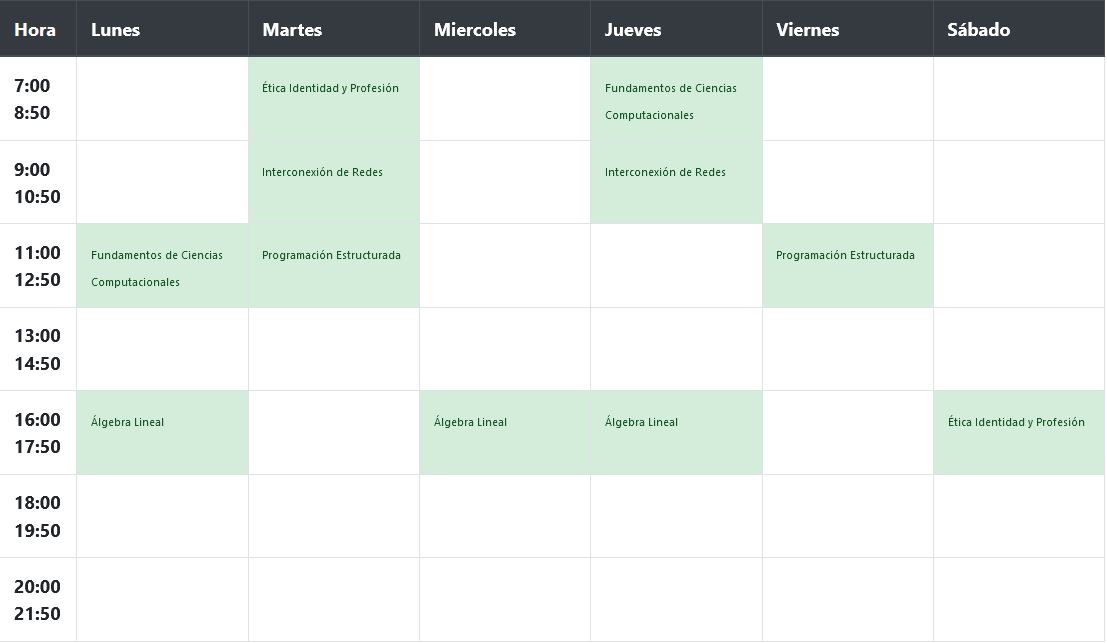 Hora Lunes Martes Miercoles Jueves Viernes Sábado
7:00 Ética Identidad y Profesión Fundamentos de Ciencias
8:50 Computacionales
9:00 Interconexión de Redes Interconexión de Redes
10:50
11:00 Fundamentos de Ciencias Programación Estructurada Programación Estructurada
12:50 Computacionales
13:00
14:50
16:00 Álgebra Lineal Álgebra Lineal Álgebra Lineal Ética Identidad y Profesión
17:50
18:00
19:50
20:00
21:50